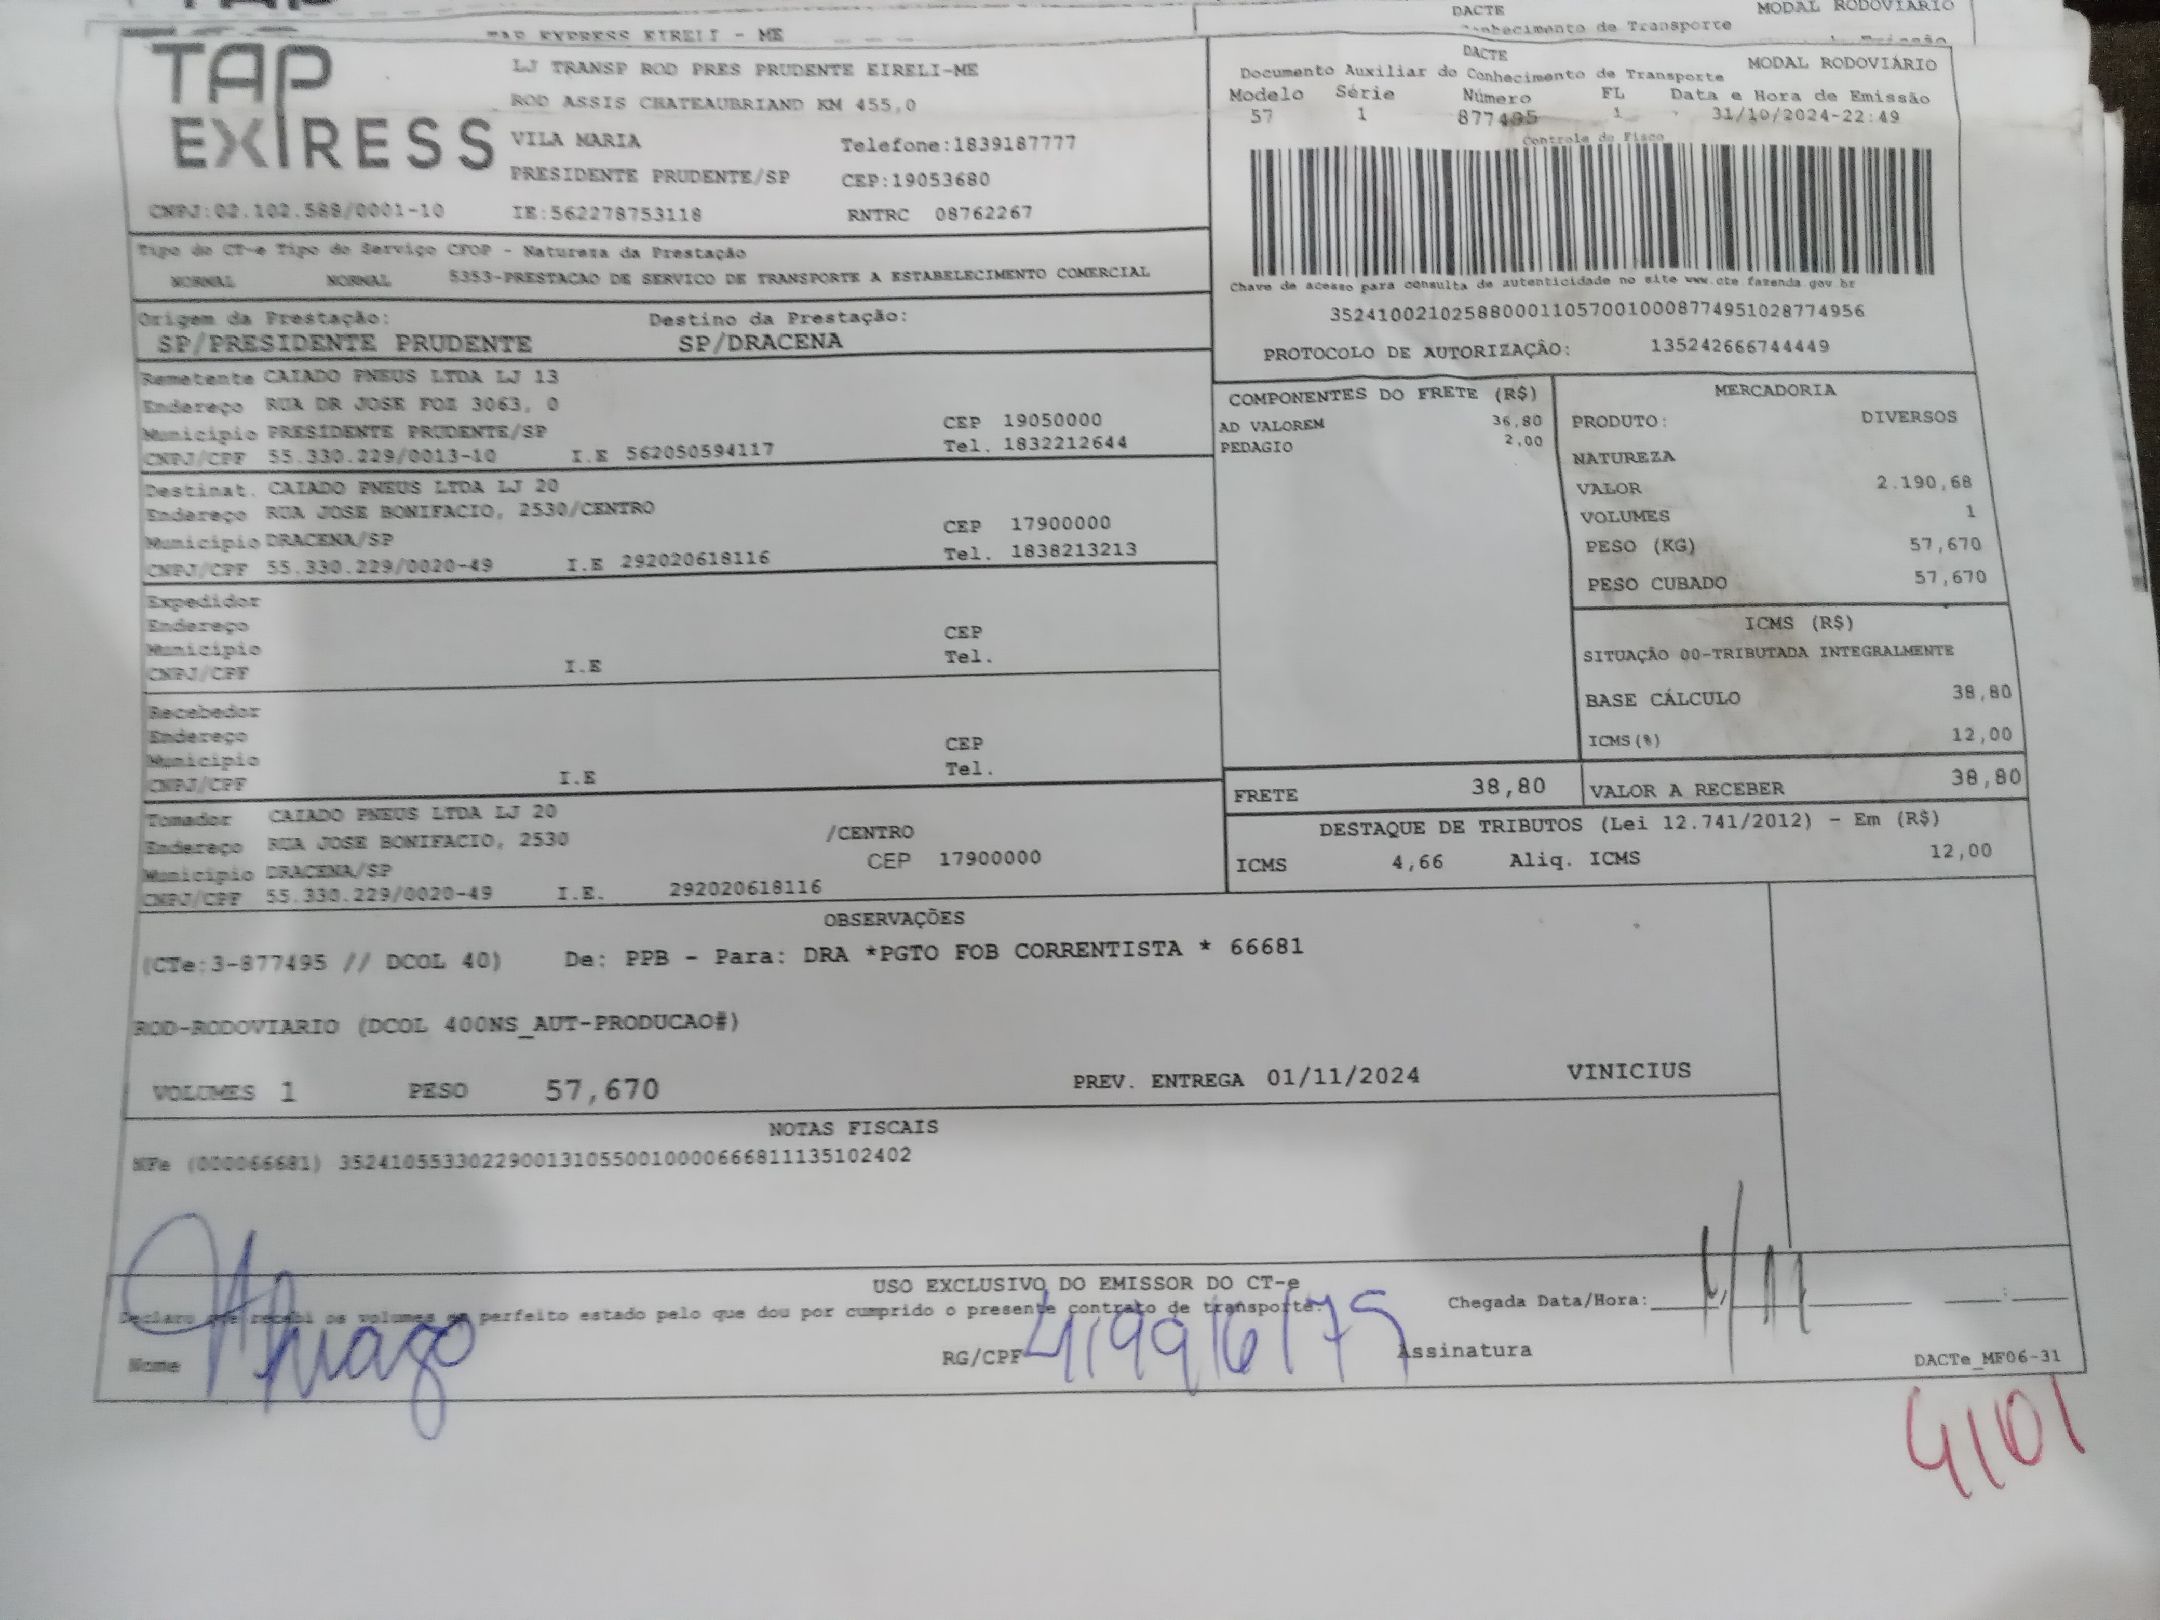 TAP EXPRESS EIRELI - ME
DACTE
MODAL RODOVIÁRIO
Conhecimento de Transporte
TAP
EXPRESS
LJ TRANSP ROD PRES PRUDENTE EIRELI-ME
ROD ASSIS CHATEAUBRIAND KM 455,0
VILA MARIA Telefone:1839187777
PRESIDENTE PRUDENTE/SP CEP:19053680
CNPJ:02.102.588/0001-10 IE:562278753118 RNTRC 08762267
DACTE
Documento Auxiliar do Conhecimento de Transporte MODAL RODOVIÁRIO
Modelo Série Número FL Data e Hora de Emissão
57 1 877495 1 31/10/2024-22:49
Controle do Fisco
Chave de acesso para consulta de autenticidade no site www.cte.fazenda.gov.br
35241002102588000110570010008774951028774956
PROTOCOLO DE AUTORIZAÇÃO: 135242666744449
Tipo do CT-e Tipo do Serviço CFOP - Natureza da Prestação
NORMAL NORMAL 5353-PRESTACAO DE SERVICO DE TRANSPORTE A ESTABELECIMENTO COMERCIAL
Origem da Prestação: Destino da Prestação:
SP/PRESIDENTE PRUDENTE SP/DRACENA
Remetente CAIADO PNEUS LTDA LJ 13
Endereço RUA DR JOSE FOZ 3063, 0
Município PRESIDENTE PRUDENTE/SP CEP 19050000
CNPJ/CPF 55.330.229/0013-10 I.E 562050594117 Tel. 1832212644
Destinat. CAIADO PNEUS LTDA LJ 20
Endereço RUA JOSE BONIFACIO, 2530/CENTRO
Município DRACENA/SP CEP 17900000
CNPJ/CPF 55.330.229/0020-49 I.E 292020618116 Tel. 1838213213
Expedidor
Endereço
Município CEP
CNPJ/CPF I.E Tel.
Recebedor
Endereço
Município CEP
CNPJ/CPF I.E Tel.
Tomador CAIADO PNEUS LTDA LJ 20
Endereço RUA JOSE BONIFACIO, 2530 /CENTRO
Município DRACENA/SP CEP 17900000
CNPJ/CPF 55.330.229/0020-49 I.E. 292020618116
COMPONENTES DO FRETE (R$)
AD VALOREM 36,80
PEDAGIO 2,00
MERCADORIA
PRODUTO: DIVERSOS
NATUREZA
VALOR 2.190,68
VOLUMES 1
PESO (KG) 57,670
PESO CUBADO 57,670
ICMS (R$)
SITUAÇÃO 00-TRIBUTADA INTEGRALMENTE
BASE CÁLCULO 38,80
ICMS(%) 12,00
FRETE 38,80 VALOR A RECEBER 38,80
DESTAQUE DE TRIBUTOS (Lei 12.741/2012) - Em (R$)
ICMS 4,66 Aliq. ICMS 12,00
OBSERVAÇÕES
(CTe:3-877495 // DCOL 40) De: PPB - Para: DRA *PGTO FOB CORRENTISTA * 66681
ROD-RODOVIARIO (DCOL 400NS_AUT-PRODUCAO#)
VOLUMES 1 PESO 57,670 PREV. ENTREGA 01/11/2024 VINICIUS
NOTAS FISCAIS
NFe (000066681) 35241055330229001310550010000666811135102402
USO EXCLUSIVO DO EMISSOR DO CT-e
Declaro que recebi os volumes em perfeito estado pelo que dou por cumprido o presente contrato de transporte. Chegada Data/Hora:
Nome Thiago RG/CPF Assinatura
DACTe_MF06-31